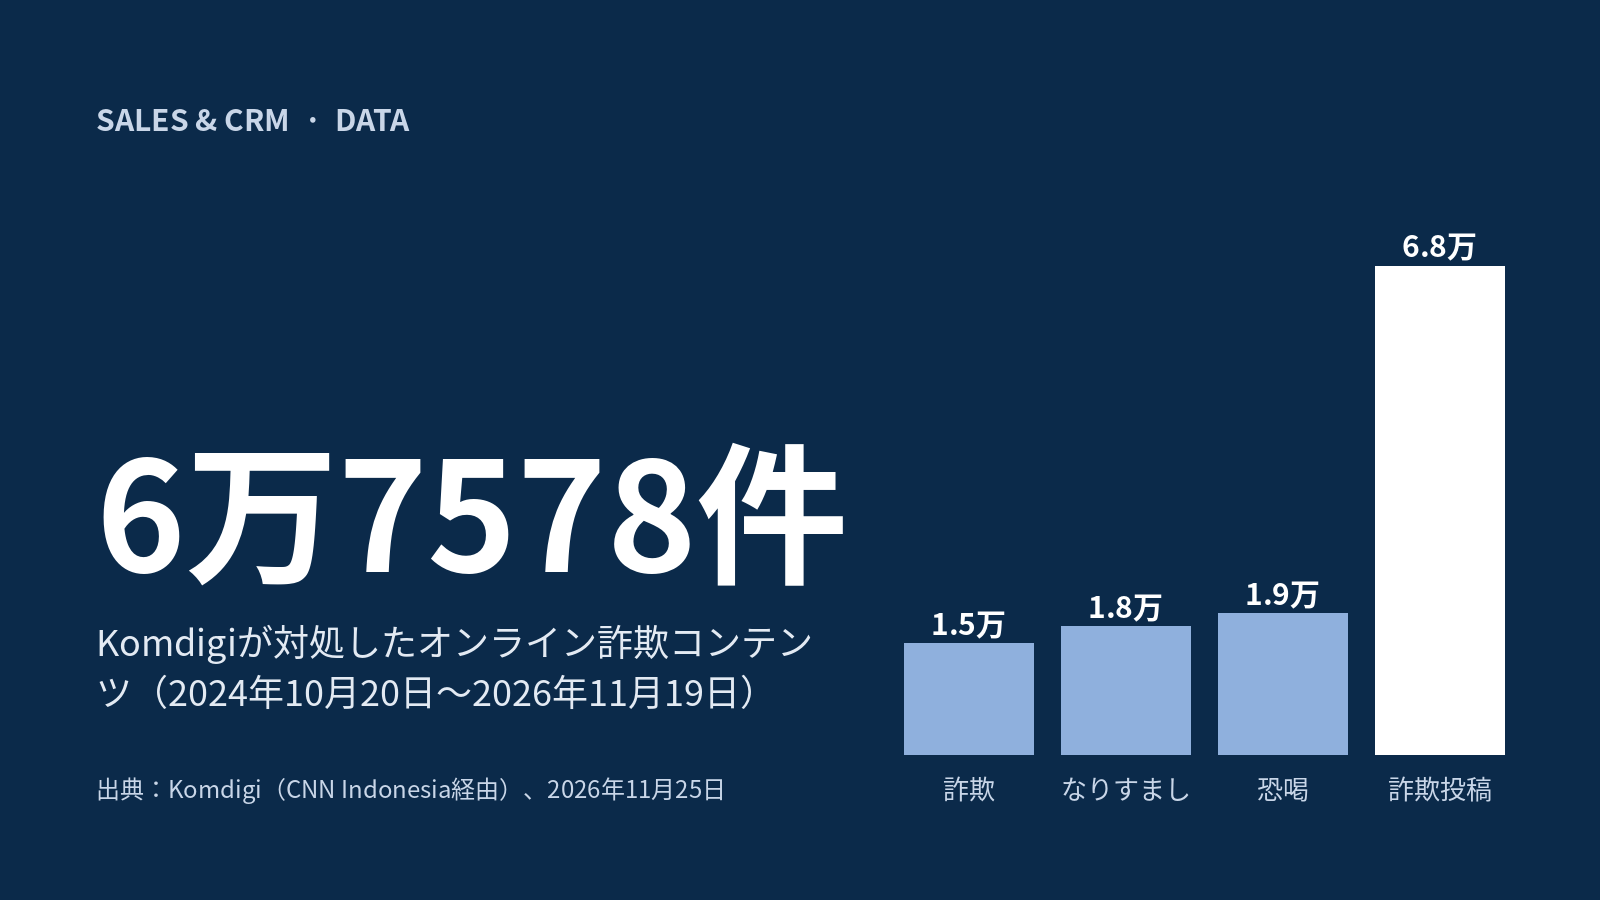 SALES & CRM · DATA
6万7578件
Komdigiが対処したオンライン詐欺コンテン
ツ（2024年10月20日〜2026年11月19日）
出典：Komdigi（CNN Indonesia経由）、2026年11月25日
1.5万
1.8万
1.9万
6.8万
詐欺
なりすまし
恐喝
詐欺投稿